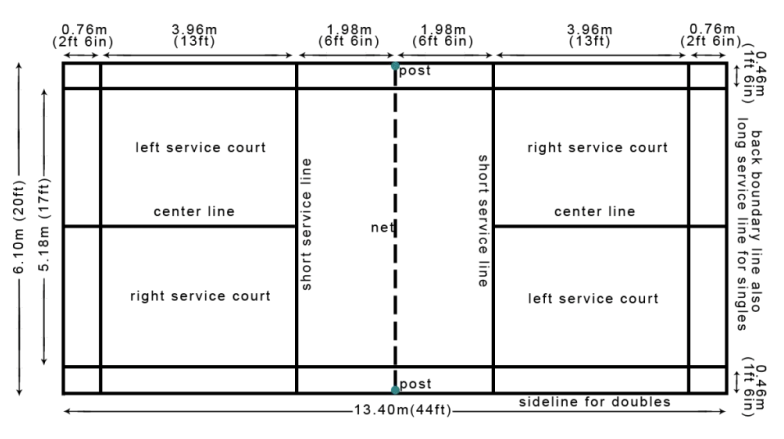 0.76m
(2ft 6in)
3.96m
(13ft)
1.98m
(6ft 6in)
1.98m
(6ft 6in)
3.96m
(13ft)
0.76m
(2ft 6in)
0.46m
(1ft 6in)
post
left service court
right service court
center line
center line
short service line
short service line
net
right service court
left service court
6.10m (20ft)
5.18m (17ft)
back boundary line also
long service line for singles
0.46m
(1ft 6in)
post
sideline for doubles
13.40m(44ft)